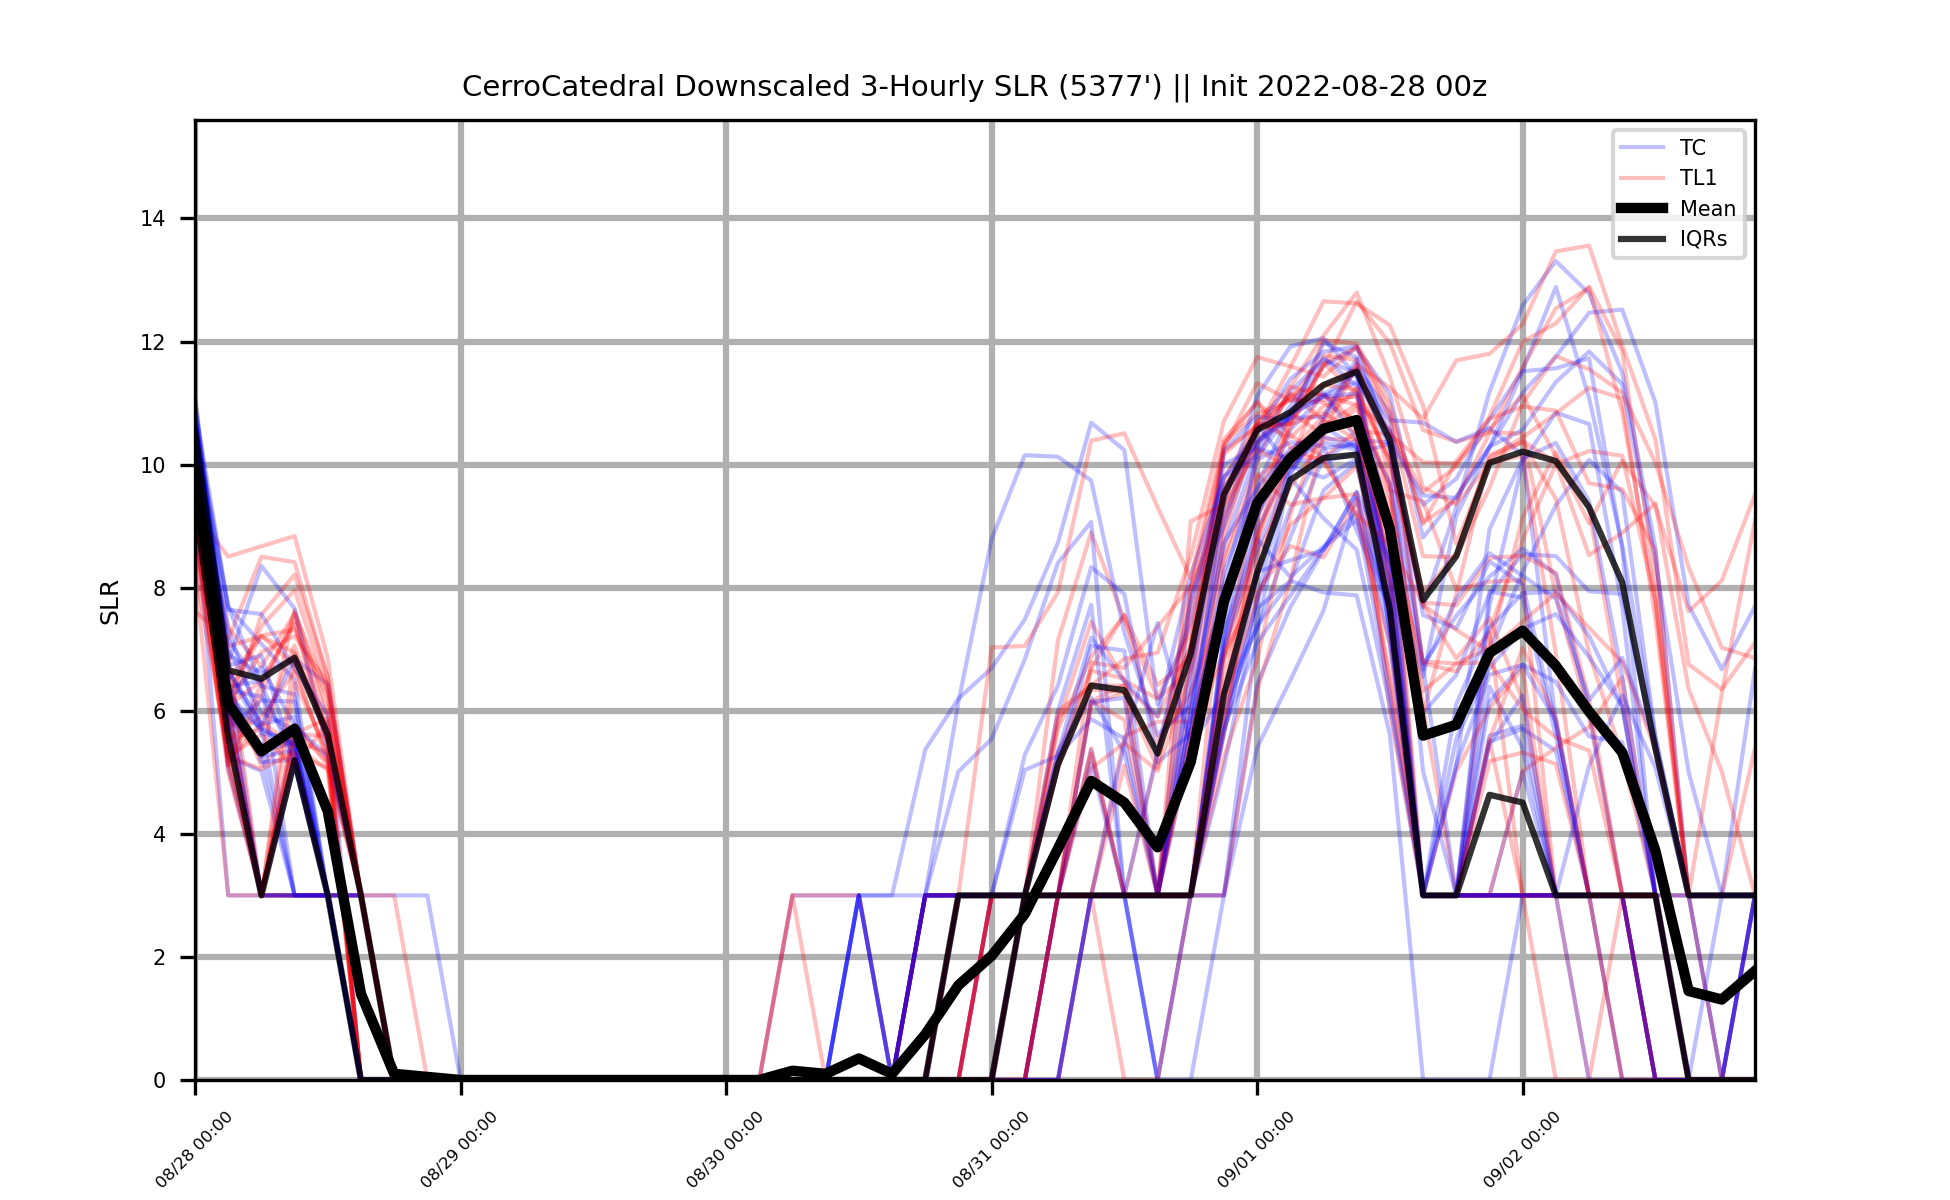 CerroCatedral Downscaled 3-Hourly SLR (5377') || Init 2022-08-28 00z
TC
TL1
Mean
IQRs
SLR
14
12
10
8
6
4
2
0
08/28 00:00
08/29 00:00
08/30 00:00
08/31 00:00
09/01 00:00
09/02 00:00